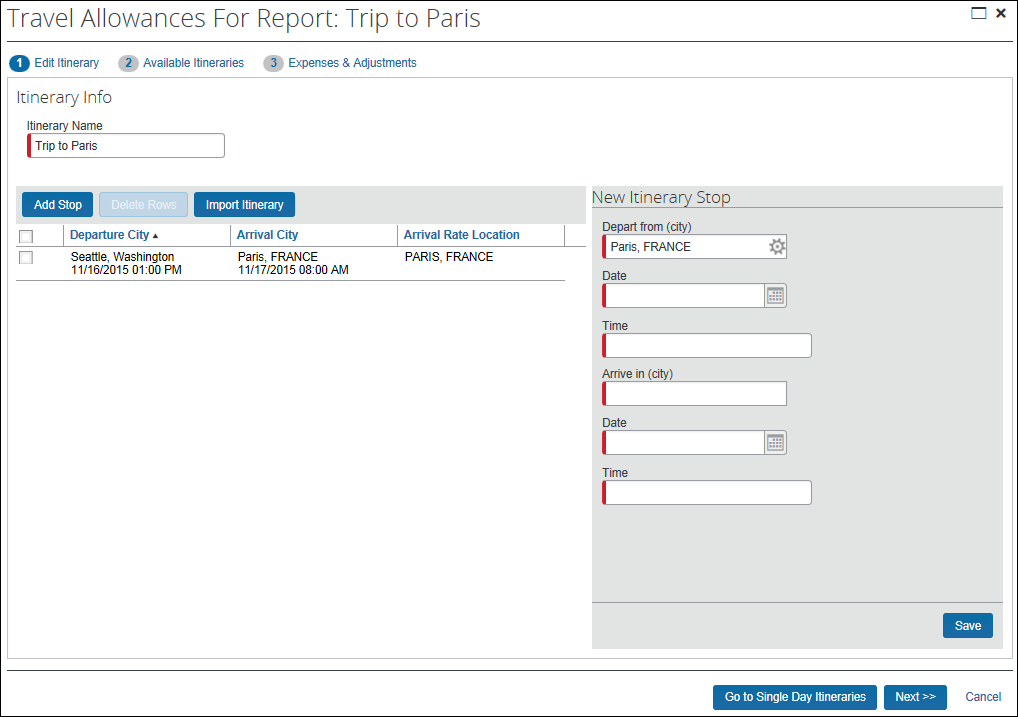 Travel Allowances For Report: Trip to Paris
1 Edit Itinerary 2 Available Itineraries 3 Expenses & Adjustments
Itinerary Info
Itinerary Name
Trip to Paris
Add Stop Delete Rows Import Itinerary
Departure City Arrival City Arrival Rate Location
Seattle, Washington Paris, FRANCE PARIS, FRANCE
11/16/2015 01:00 PM 11/17/2015 08:00 AM
New Itinerary Stop
Depart from (city)
Paris, FRANCE
Date
Time
Arrive in (city)
Date
Time
Save
Go to Single Day Itineraries Next >> Cancel